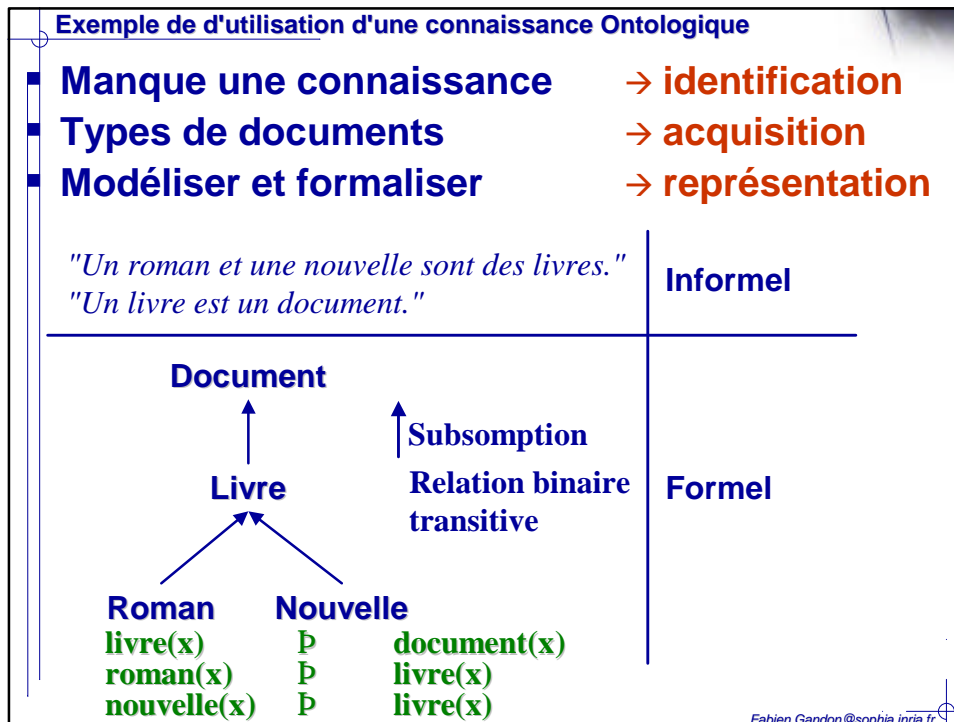 Exemple de d'utilisation d'une connaissance Ontologique
▪ Manque une connaissance → identification
▪ Types de documents → acquisition
▪ Modéliser et formaliser → représentation
"Un roman et une nouvelle sont des livres."
"Un livre est un document."
Informel
Document
Subsomption
Livre
Relation binaire
transitive
Formel
Roman Nouvelle
livre(x) Þ document(x)
roman(x) Þ livre(x)
nouvelle(x) Þ livre(x)
Fabien.Gandon@sophia.inria.fr